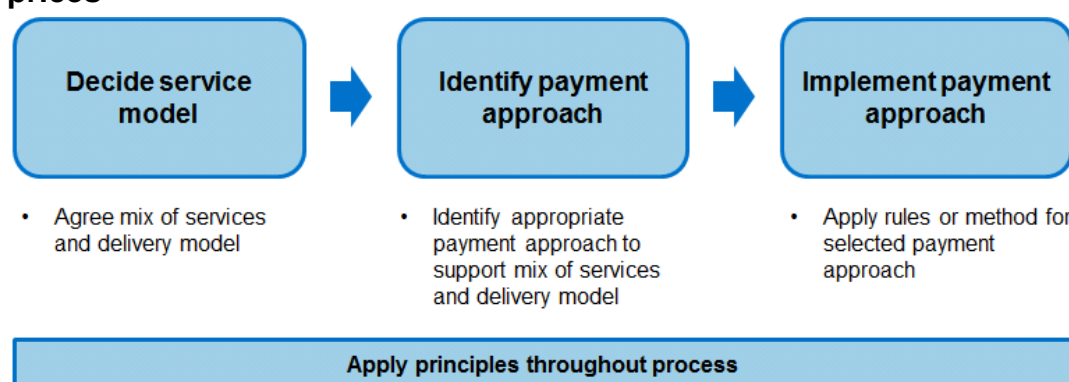 prices
Decide service
model
Identify payment
approach
Implement payment
approach
• Agree mix of services
and delivery model
• Identify appropriate
payment approach to
support mix of services
and delivery model
• Apply rules or method for
selected payment
approach
Apply principles throughout process